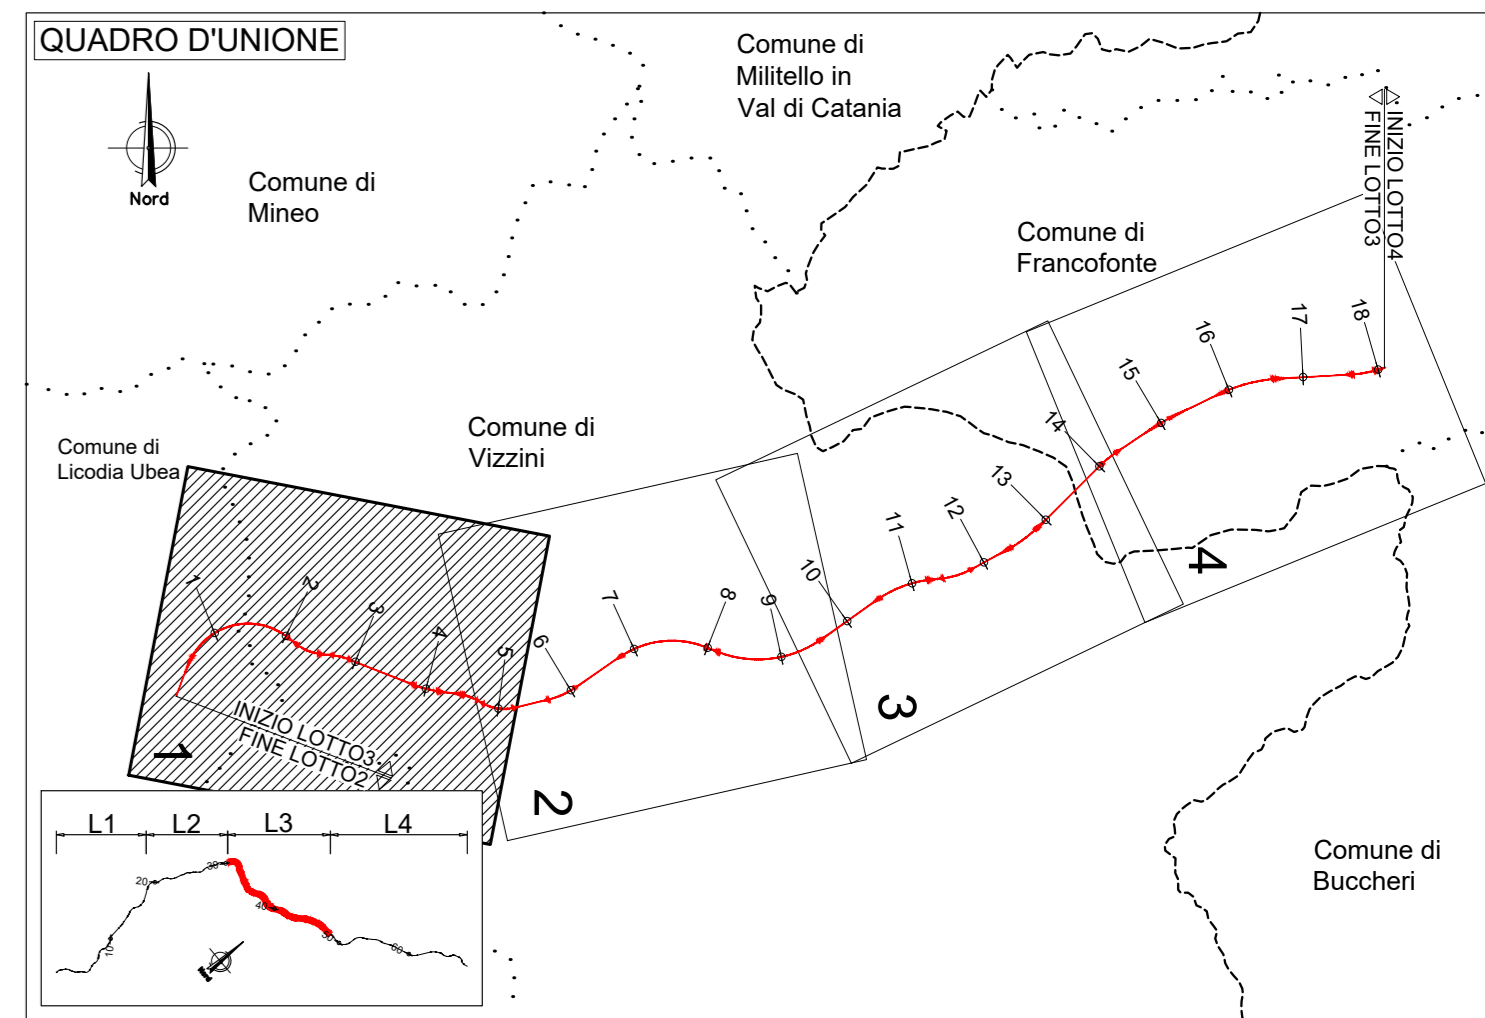 QUADRO D'UNIONE
Nord
Comune di
Mineo
Comune di
Militello in
Val di Catania
Comune di
Francofonte
INIZIO LOTTO4
FINE LOTTO3
Comune di
Licodia Ubea
Comune di
Vizzini
Comune di
Buccheri
1
2
3
4
5
6
7
8
9
10
11
12
13
14
15
16
17
18
INIZIO LOTTO3
FINE LOTTO2
1
2
3
4
L1
L2
L3
L4
10
20
30
40
50
60
Nord